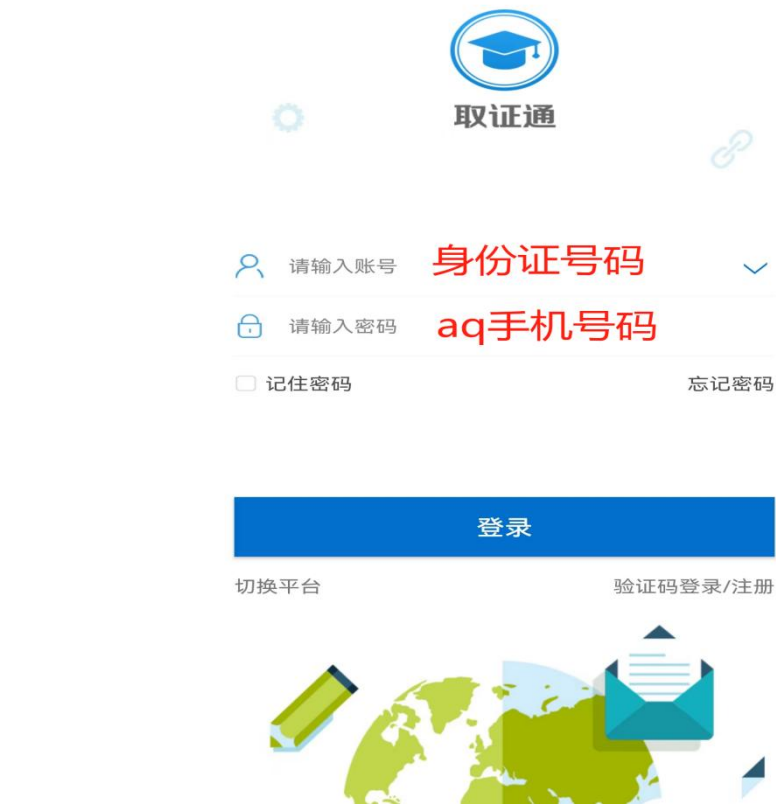 取证通
请输入账号 身份证号码
请输入密码 aq手机号码
记住密码 忘记密码
登录
切换平台 验证码登录/注册